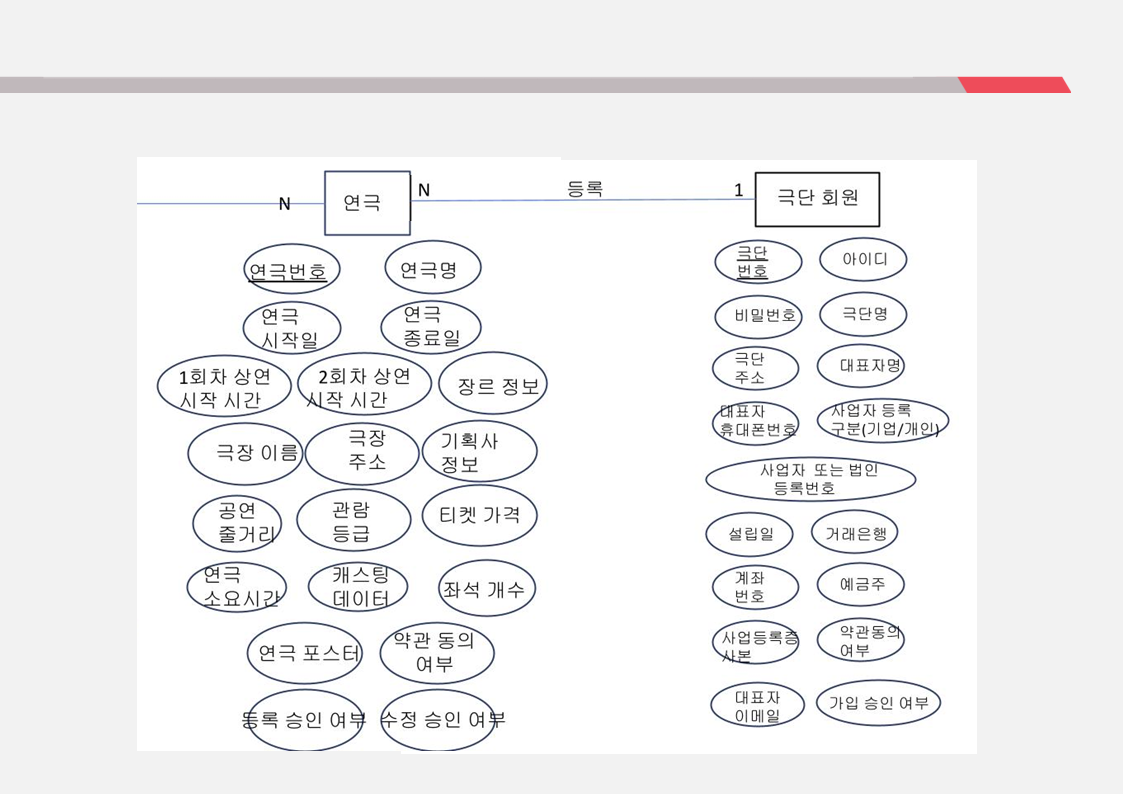 N
연극
N
등록
1
극단 회원
연극번호
연극명
연극
시작일
연극
종료일
1회차 상연
시작 시간
2회차 상연
시작 시간
장르 정보
극장 이름
극장
주소
기획사
정보
공연
줄거리
관람
등급
티켓 가격
연극
소요시간
캐스팅
데이터
좌석 개수
연극 포스터
약관 동의
여부
등록 승인 여부
수정 승인 여부
극단
번호
아이디
비밀번호
극단명
극단
주소
대표자명
대표자
휴대폰번호
사업자 등록
구분(기업/개인)
사업자 또는 법인
등록번호
설립일
거래은행
계좌
번호
예금주
사업등록증
사본
약관동의
여부
대표자
이메일
가입 승인 여부